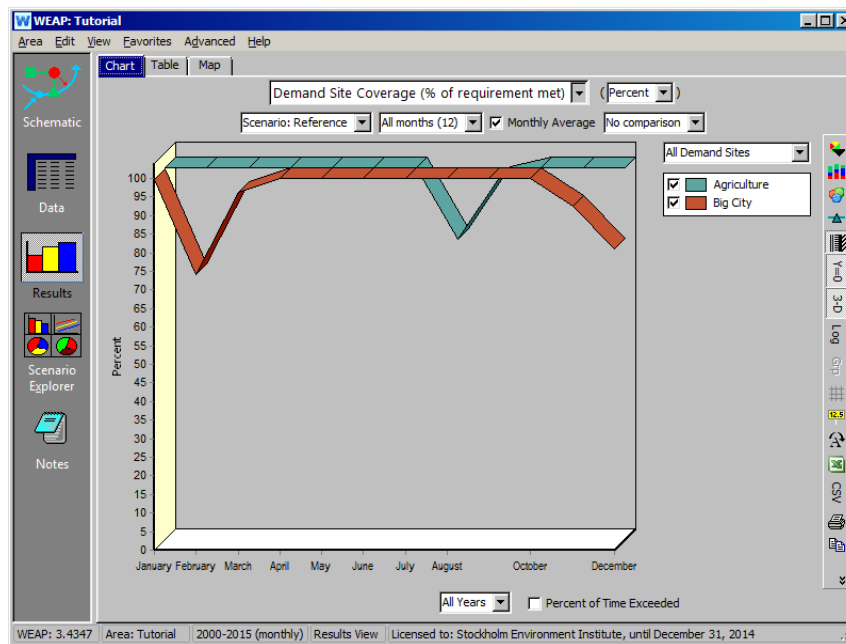 WEAP: Tutorial
Area Edit View Favorites Advanced Help
Chart Table Map
Demand Site Coverage (% of requirement met) (Percent)
Scenario: Reference All months (12) Monthly Average No comparison
Schematic
Data
Results
Scenario
Explorer
Notes
All Demand Sites
Agriculture
Big City
Percent
100
95
90
85
80
75
70
65
60
55
50
45
40
35
30
25
20
15
10
5
0
January February March April May June July August October December
Y=0
3-D
Log
Grp
12.5
A
CSV
All Years Percent of Time Exceeded
WEAP: 3.4347 Area: Tutorial 2000-2015 (monthly) Results View Licensed to: Stockholm Environment Institute, until December 31, 2014